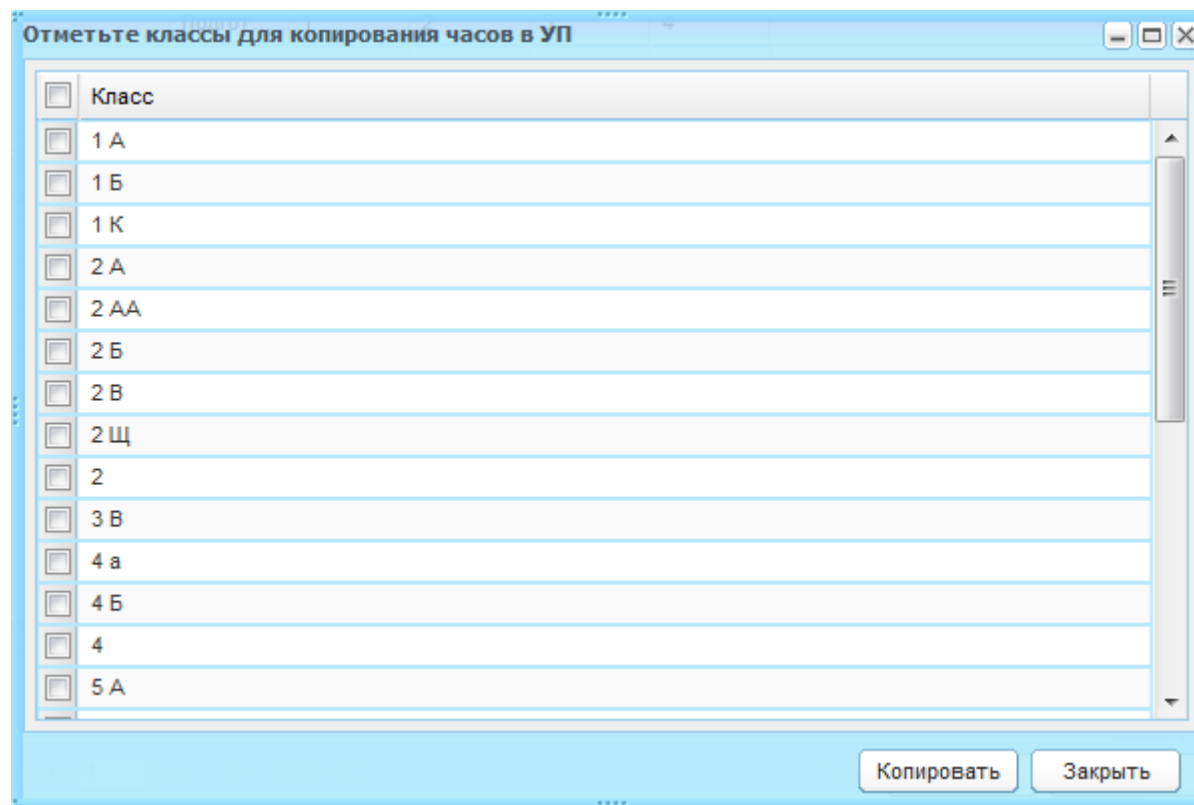 Отметьте классы для копирования часов в УП
Класс
1 А
1 Б
1 К
2 А
2 АА
2 Б
2 В
2 Щ
2
3 В
4 а
4 Б
4
5 А
Копировать Закрыть